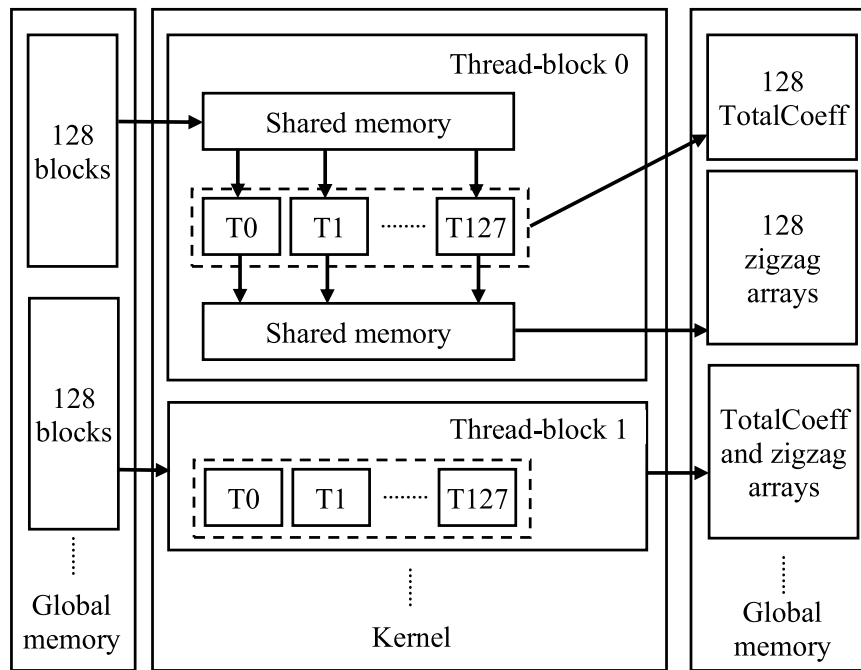 128
blocks
128
blocks
Global
memory
Thread-block 0
Shared memory
T0 T1 ........ T127
Shared memory
Thread-block 1
T0 T1 ........ T127
Kernel
128
TotalCoeff
128
zigzag
arrays
TotalCoeff
and zigzag
arrays
Global
memory